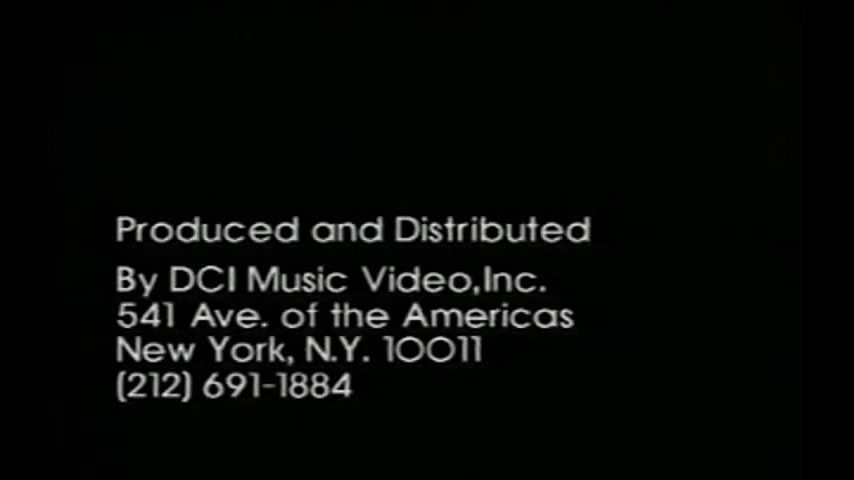 Produced and Distributed
By DCI Music Video,Inc.
541 Ave. of the Americas
New York, N.Y. 10011
(212) 691-1884